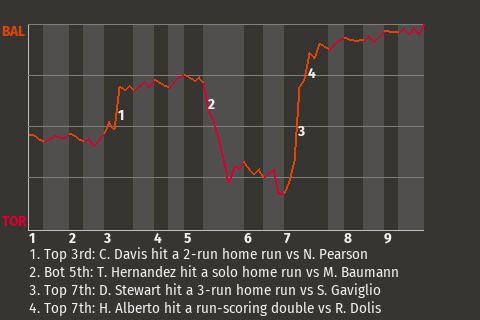 BAL
1
4
2
3
TOR
1 2 3 4 5 6 7 8 9
1. Top 3rd: C. Davis hit a 2-run home run vs N. Pearson
2. Bot 5th: T. Hernandez hit a solo home run vs M. Baumann
3. Top 7th: D. Stewart hit a 3-run home run vs S. Gaviglio
4. Top 7th: H. Alberto hit a run-scoring double vs R. Dolis